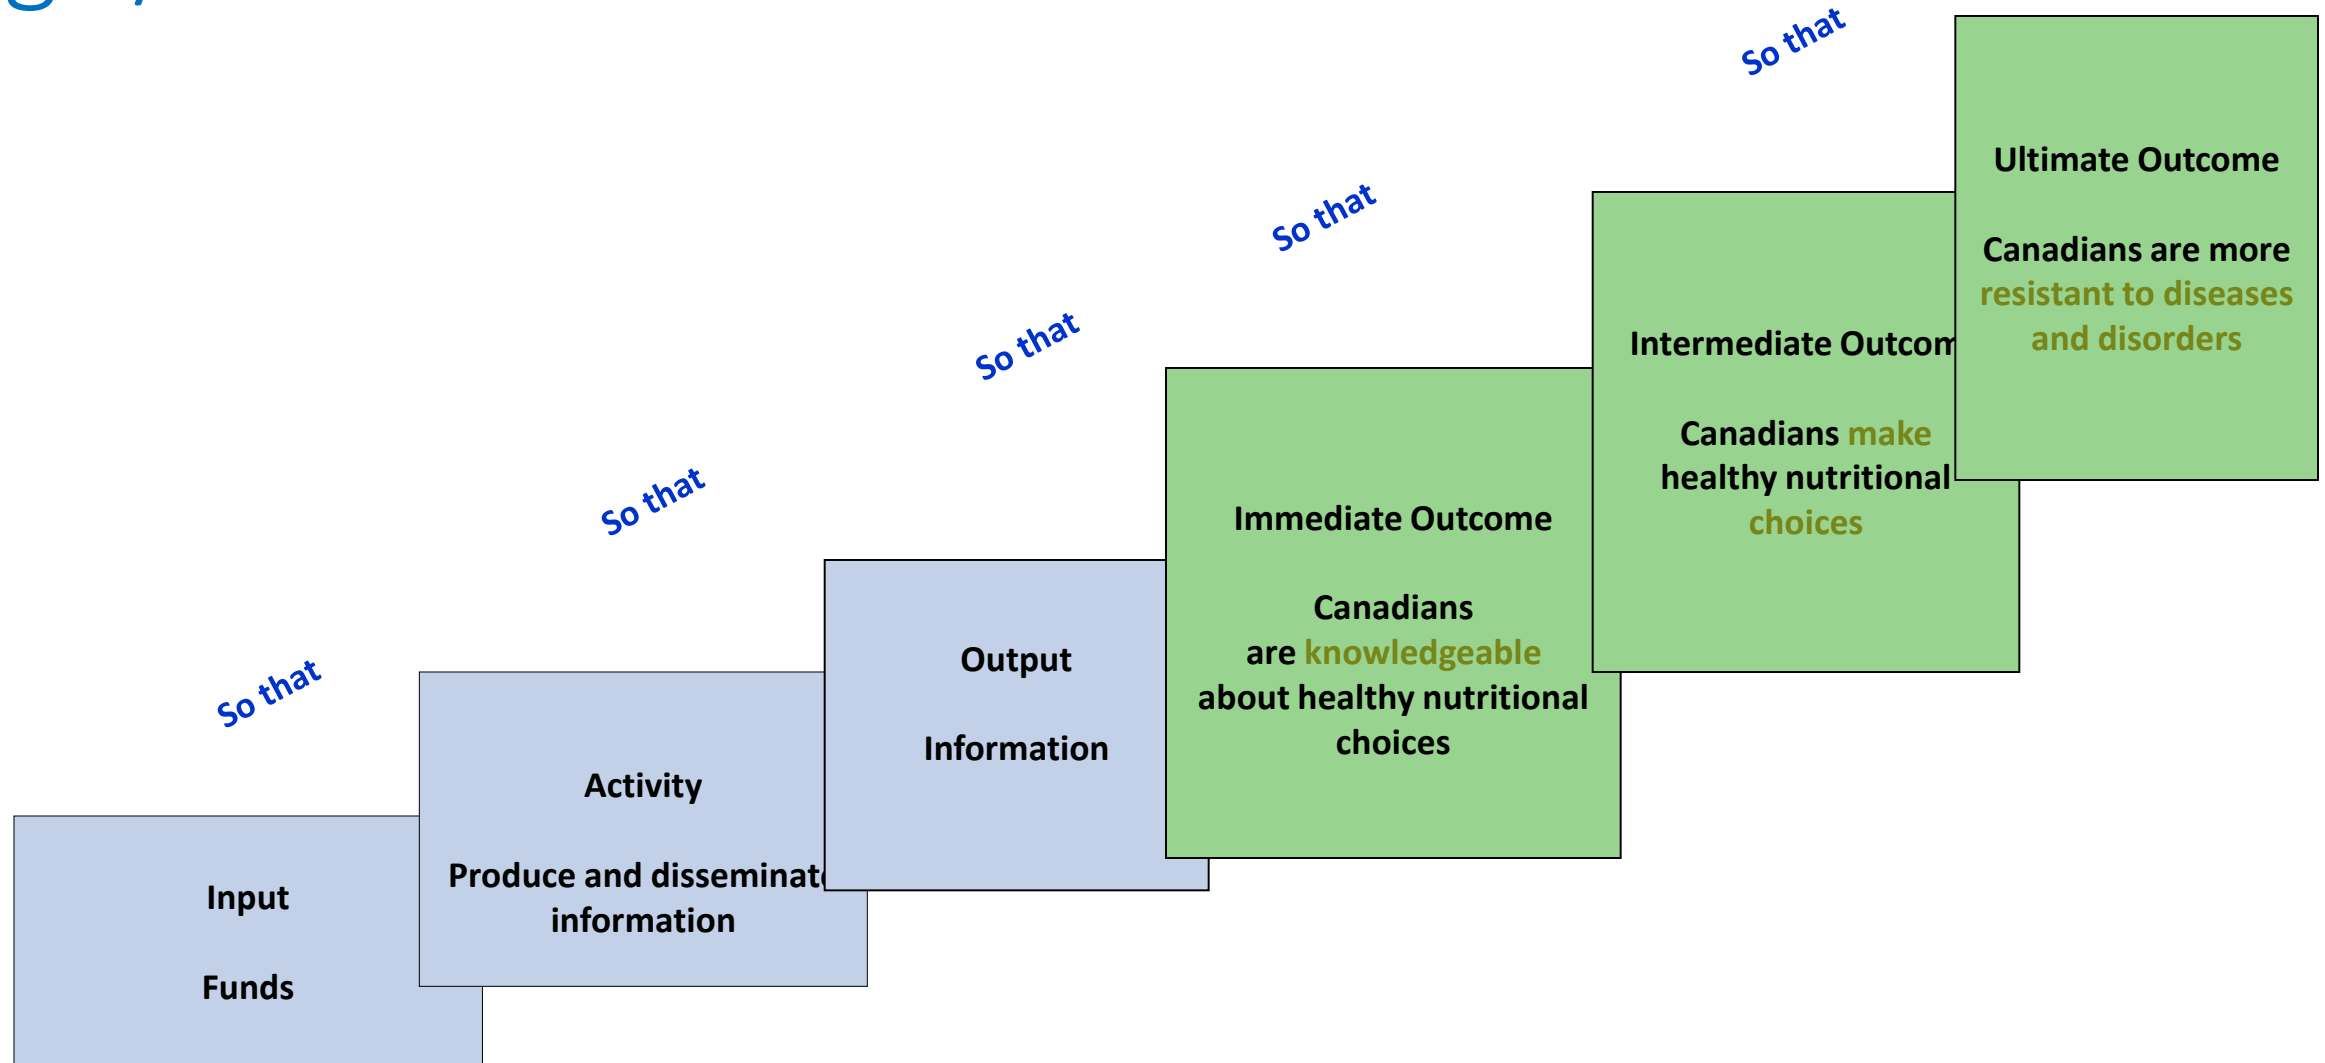 So that
Input
Funds
So that
Activity
Produce and disseminate
information
So that
Output
Information
So that
Immediate Outcome
Canadians
are knowledgeable
about healthy nutritional
choices
So that
Intermediate Outcom
Canadians make
healthy nutritional
choices
Ultimate Outcome
Canadians are more
resistant to diseases
and disorders